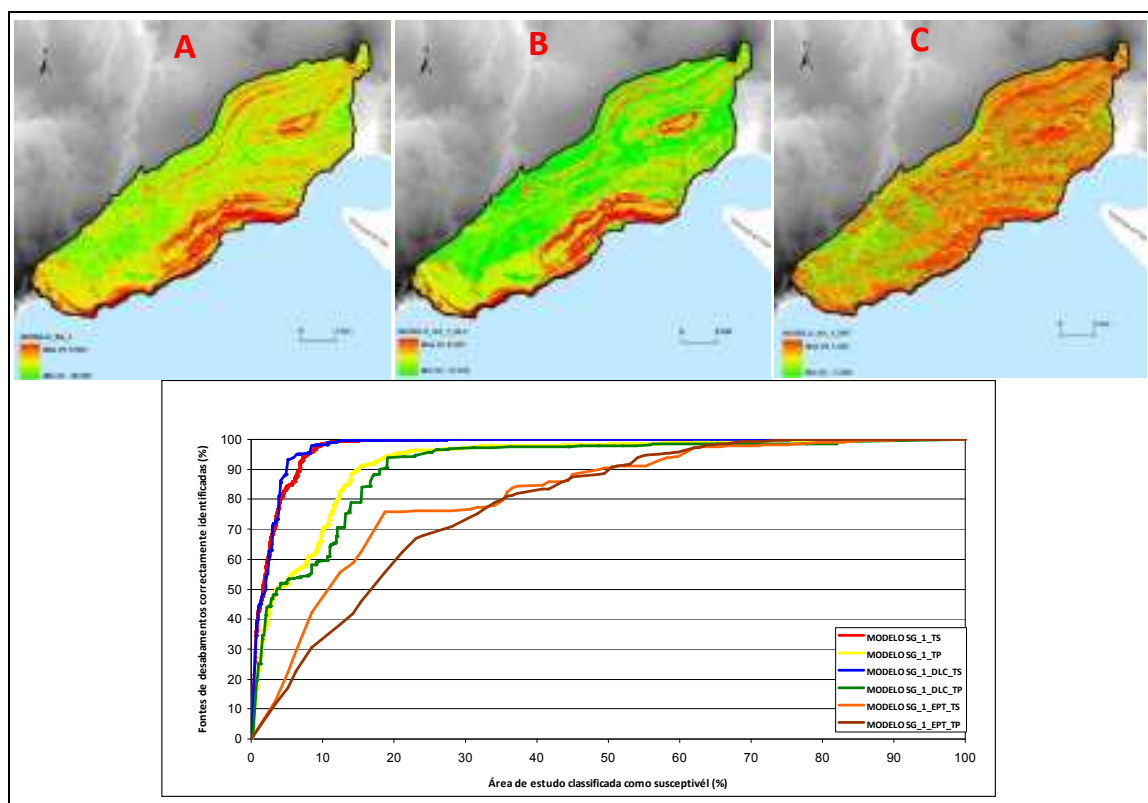 A
B
C
Fontes de desabamentos correctamente identificadas (%)
100
90
80
70
60
50
40
30
20
10
0
0 10 20 30 40 50 60 70 80 90 100
Área de estudo classificada como susceptivél (%)
MODELO SG_1_TS
MODELO SG_1_TP
MODELO SG_1_DLC_TS
MODELO SG_1_DLC_TP
MODELO SG_1_EPT_TS
MODELO SG_1_EPT_TP